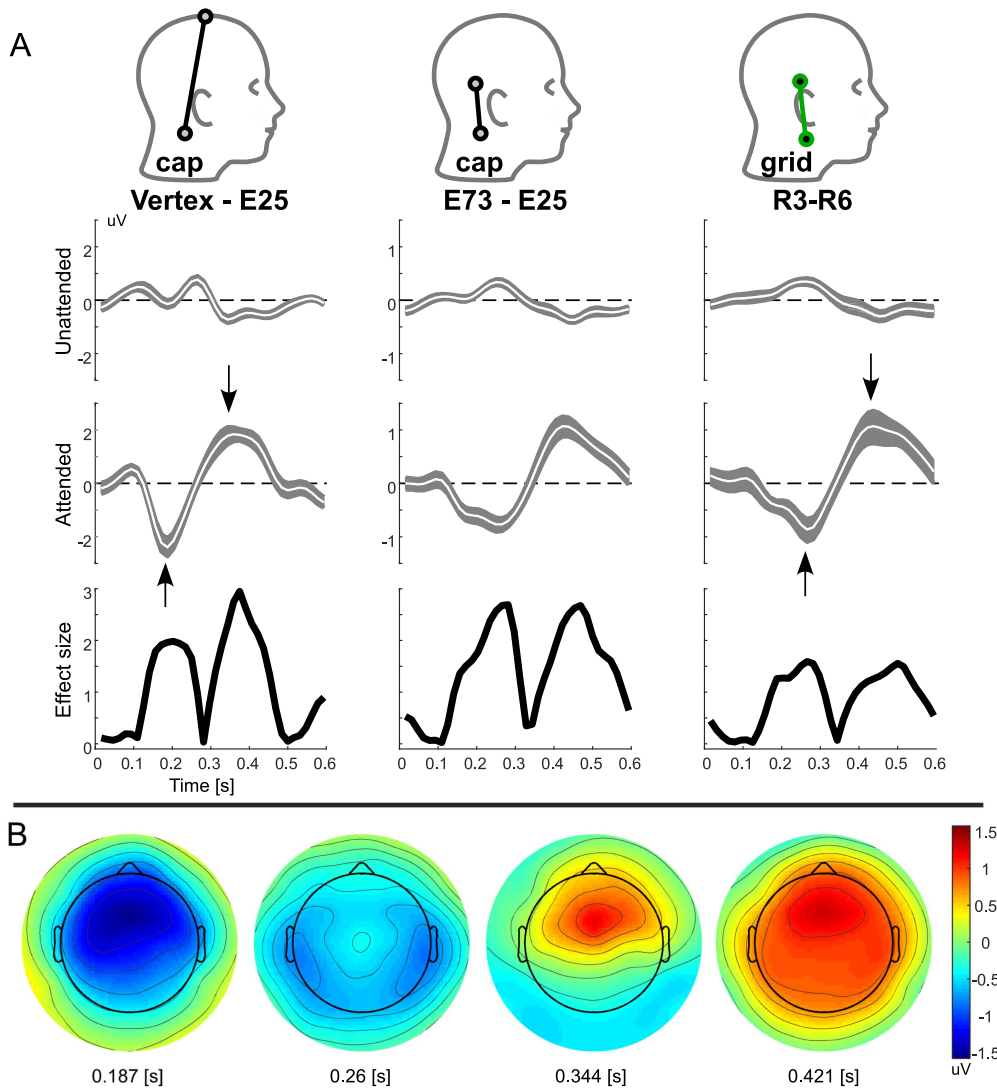 A
cap cap grid
Vertex - E25 E73 - E25 R3-R6
uV
Unattended
2
0
-2
1
0
-1
Attended
2
0
-2
1
0
-1
Effect size
3
2
1
0
0 0.1 0.2 0.3 0.4 0.5 0.6
0 0.1 0.2 0.3 0.4 0.5 0.6
0 0.1 0.2 0.3 0.4 0.5 0.6
Time [s]
B
1.5
1
0.5
0
-0.5
-1
-1.5
uV
0.187 [s] 0.26 [s] 0.344 [s] 0.421 [s]